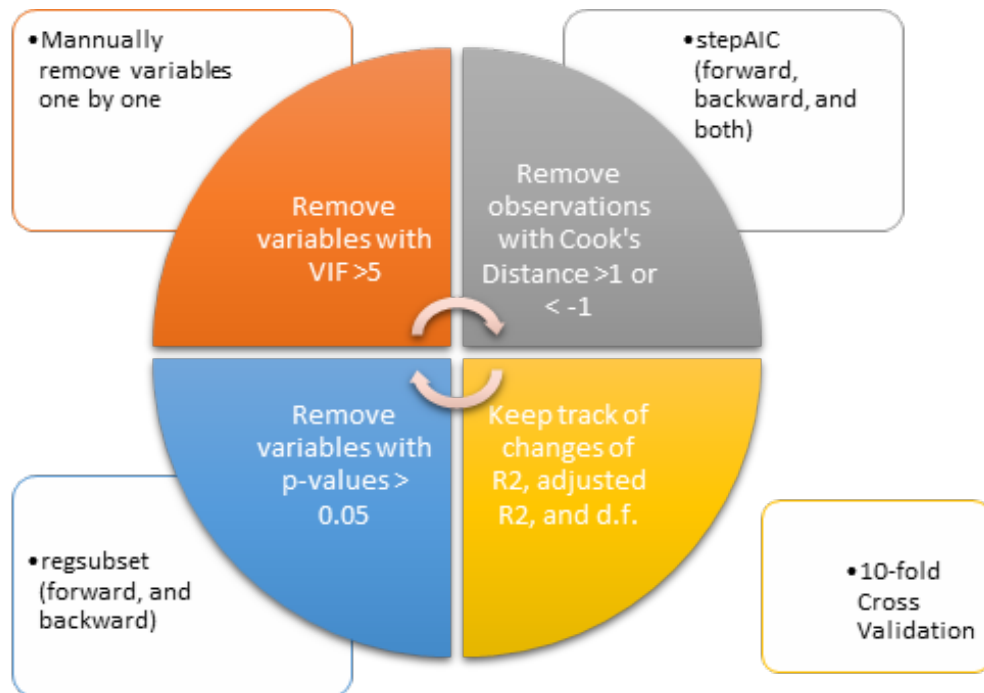 •Mannually
remove variables
one by one
•stepAIC
(forward,
backward, and
both)
Remove
variables with
VIF >5
Remove
observations
with Cook's
Distance >1 or
< -1
Remove
variables with
p-values >
0.05
Keep track of
changes of
R2, adjusted
R2, and d.f.
•regsubset
(forward, and
backward)
•10-fold
Cross
Validation